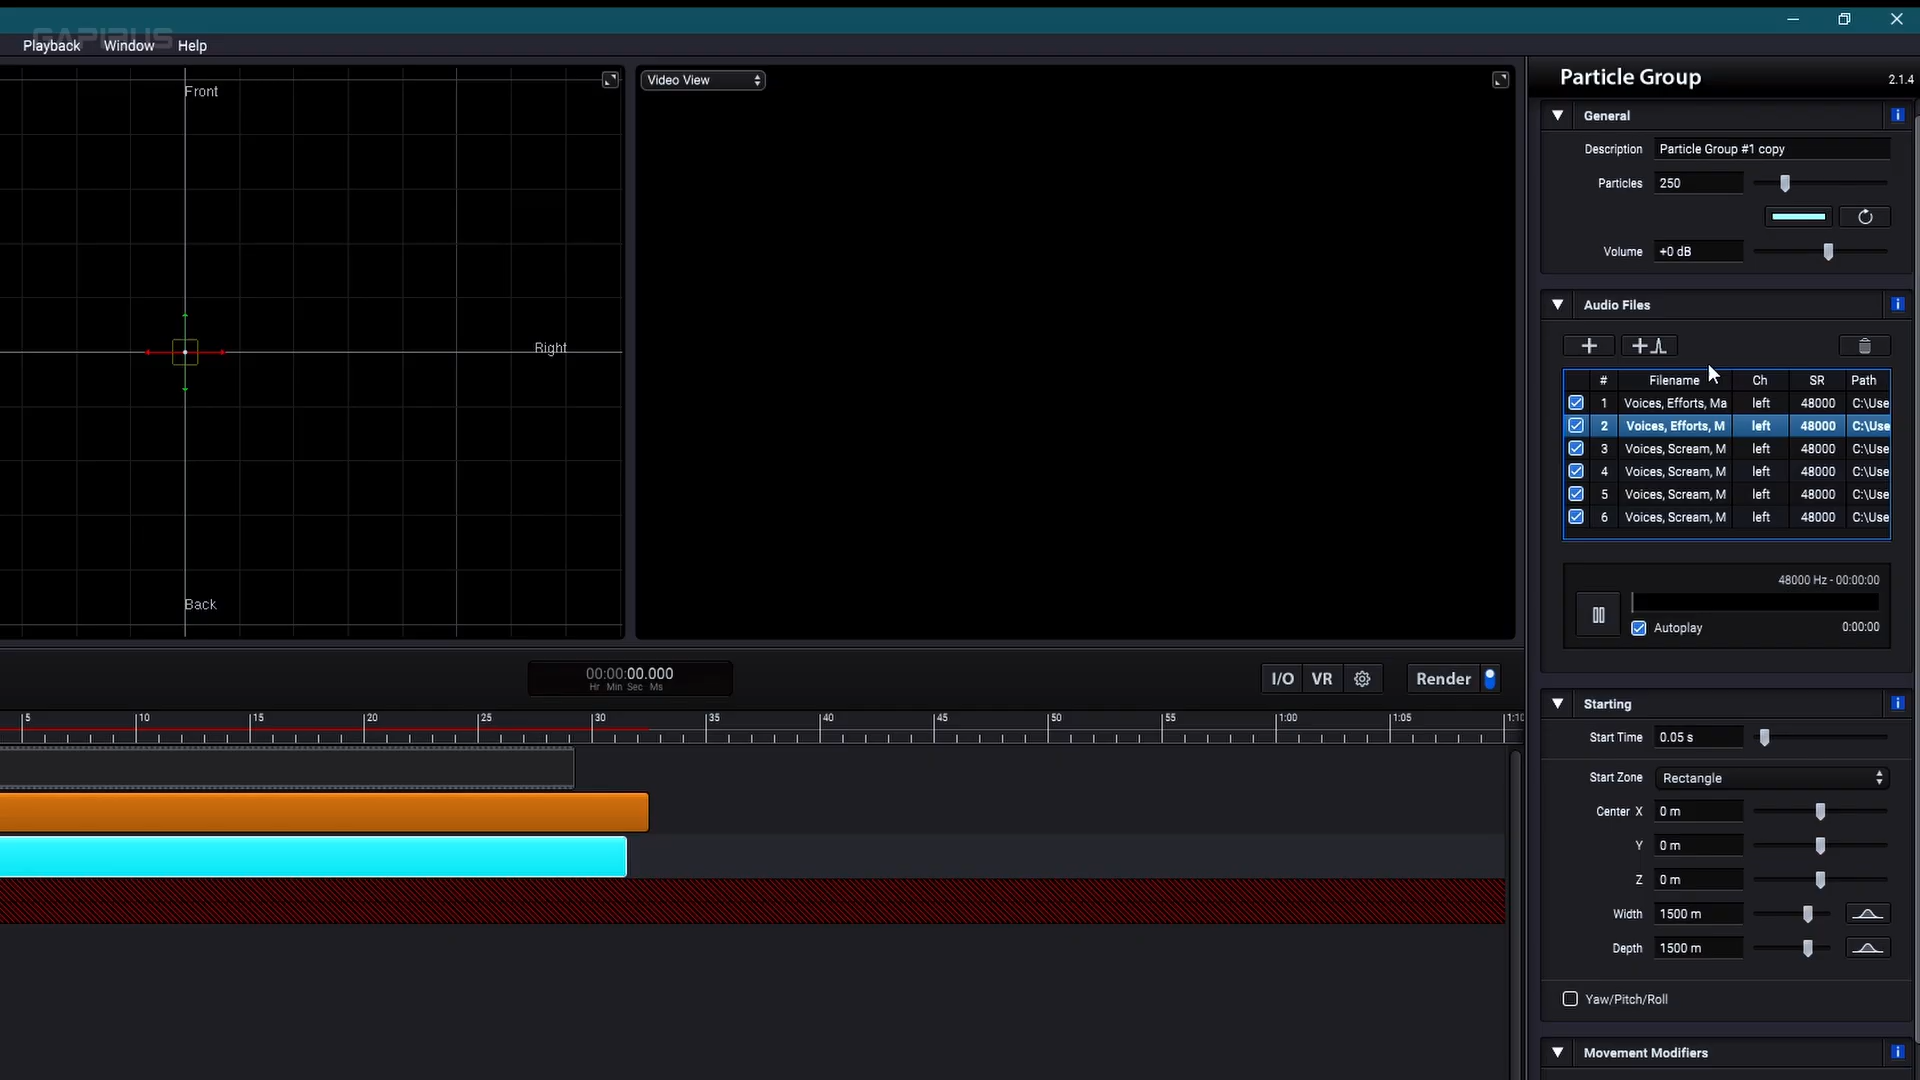 GAPIRUS
Playback Window Help
Front
Right
Back
Video View
Particle Group 2.1.4
General i
Description Particle Group #1 copy
Particles 250
Volume +0 dB
Audio Files i
# Filename Ch SR Path
1 Voices, Efforts, Ma left 48000 C:\Use
2 Voices, Efforts, M left 48000 C:\Use
3 Voices, Scream, M left 48000 C:\Use
4 Voices, Scream, M left 48000 C:\Use
5 Voices, Scream, M left 48000 C:\Use
6 Voices, Scream, M left 48000 C:\Use
48000 Hz - 00:00:00
Autoplay 0:00:00
00:00:00.000
Hr Min Sec Ms
I/O VR Render
5 10 15 20 25 30 35 40 45 50 55 1:00 1:05 1:10
Starting i
Start Time 0.05 s
Start Zone Rectangle
Center X 0 m
Y 0 m
Z 0 m
Width 1500 m
Depth 1500 m
Yaw/Pitch/Roll
Movement Modifiers i